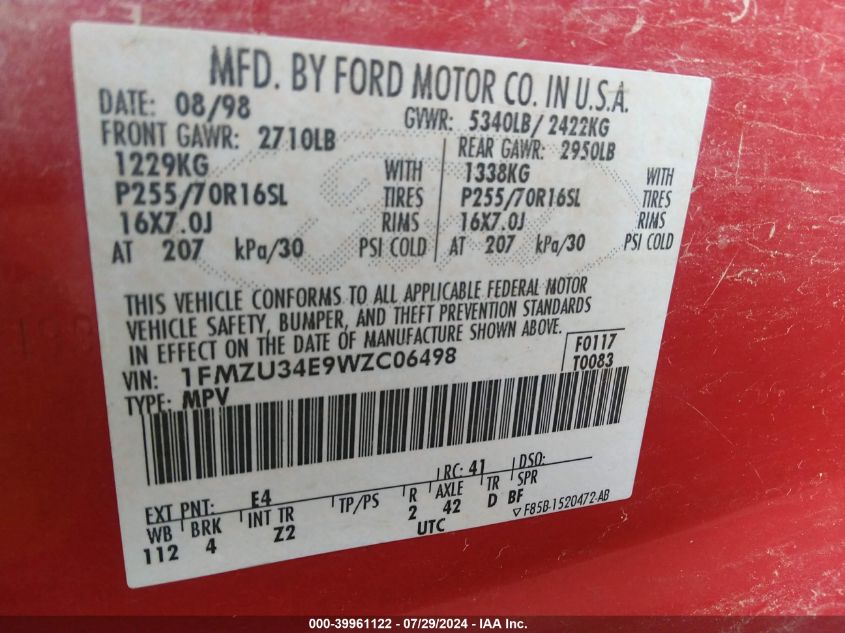 MFD. BY FORD MOTOR CO. IN U.S.A.
DATE: 08/98 GVWR: 5340LB/ 2422KG
FRONT GAWR: 2710LB REAR GAWR: 2950LB
1229KG WITH 1338KG WITH
P255/70R16SL TIRES P255/70R16SL TIRES
16X7.0J RIMS 16X7.0J RIMS
AT 207 kPa/30 PSI COLD AT 207 kPa/30 PSI COLD
THIS VEHICLE CONFORMS TO ALL APPLICABLE FEDERAL MOTOR
VEHICLE SAFETY, BUMPER, AND THEFT PREVENTION STANDARDS
IN EFFECT ON THE DATE OF MANUFACTURE SHOWN ABOVE.
VIN: 1FMZU34E9WZC06498 F0117
TYPE: MPV T0083
EXT PNT: E4 RC: 41 DSO:
WB BRK INT TR TP/PS R AXLE TR SPR
112 4 Z2 2 42 D BF
UTC ▽ F85B-1520472-AB
000-39961122 - 07/29/2024 - IAA Inc.